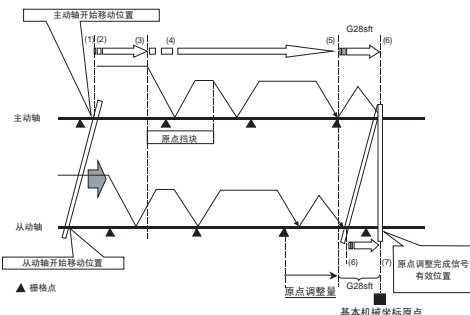 主动轴开始移动位置
G28sft
(1) (2) (3) (4) (5) (6)
主动轴
原点挡块
从动轴
从动轴开始移动位置
(6) (7)
原点调整完成信号
有效位置
▲ 栅格点
原点调整量
G28sft
基本机械坐标原点